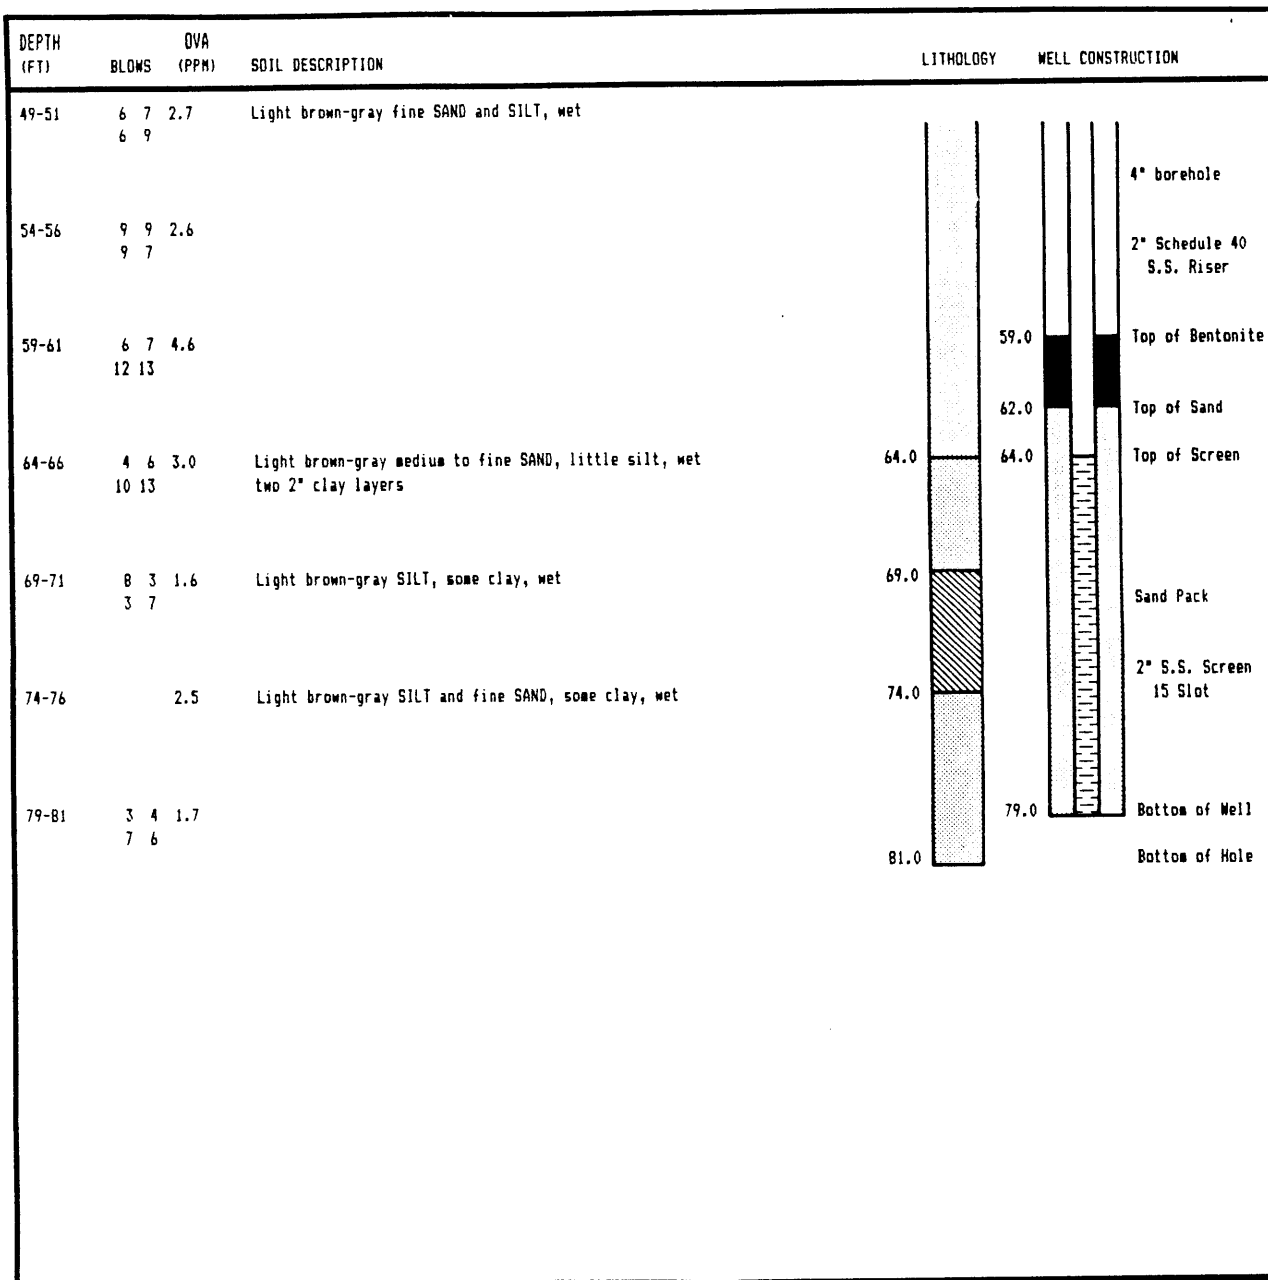 DEPTH OVA
(FT) BLOWS (PPM) SOIL DESCRIPTION LITHOLOGY WELL CONSTRUCTION
49-51 6 7 2.7 Light brown-gray fine SAND and SILT, wet
6 9
4" borehole
54-56 9 9 2.6
9 7
2" Schedule 40
S.S. Riser
59-61 6 7 4.6 59.0 Top of Bentonite
12 13
62.0 Top of Sand
64-66 4 6 3.0 Light brown-gray medium to fine SAND, little silt, wet 64.0 64.0 Top of Screen
10 13 two 2" clay layers
69-71 8 3 1.6 Light brown-gray SILT, some clay, wet 69.0
3 7 Sand Pack
2" S.S. Screen
15 Slot
74-76 2.5 Light brown-gray SILT and fine SAND, some clay, wet 74.0
79-81 3 4 1.7 79.0 Bottom of Well
7 6
81.0 Bottom of Hole